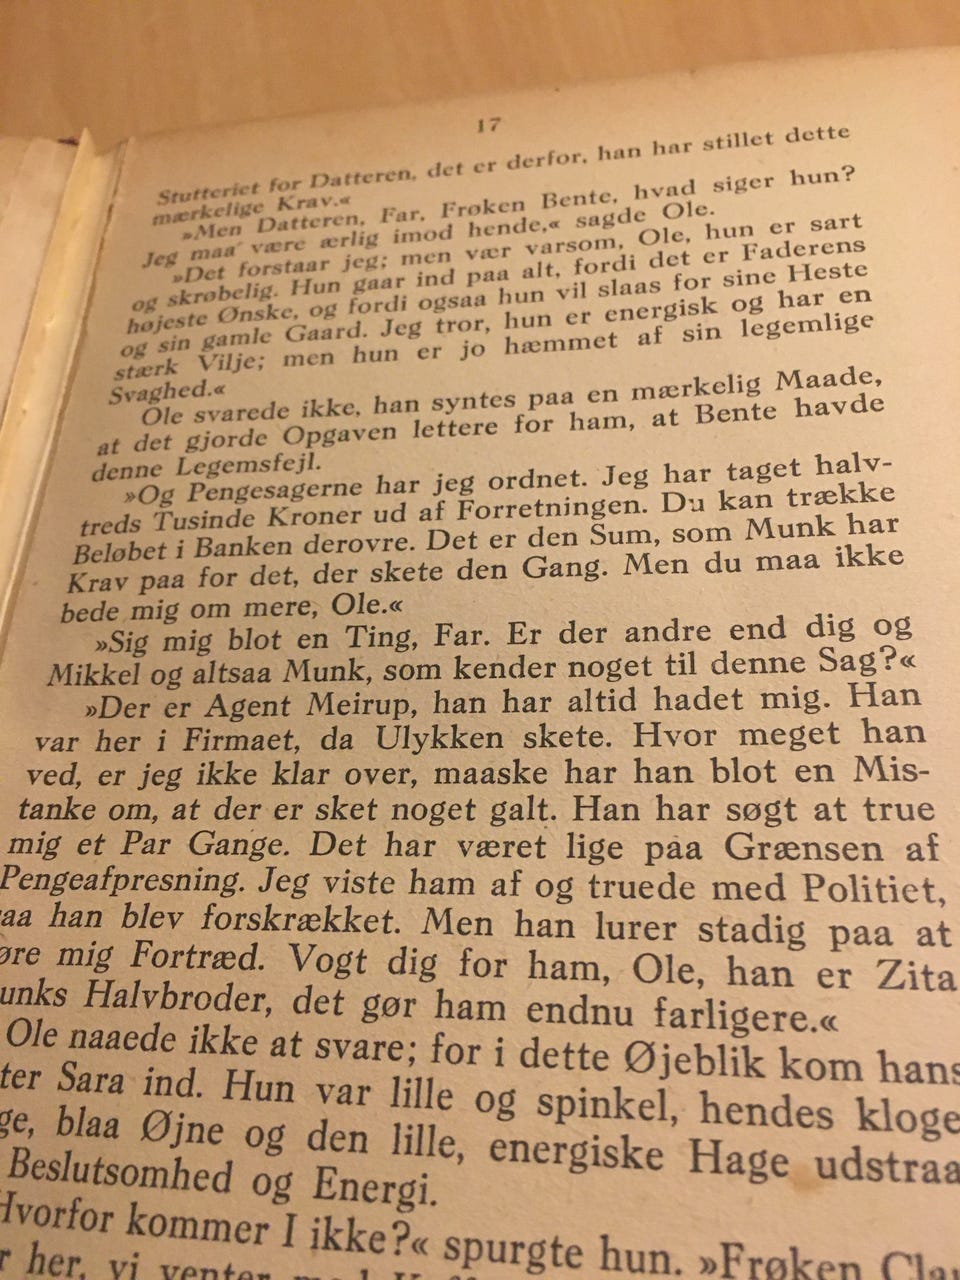 17
Stutteriet for Datteren, det er derfor, han har stillet dette
mærkelige Krav.«
»Men Datteren, Far, Frøken Bente, hvad siger hun?
Jeg maa være ærlig imod hende,« sagde Ole.
»Det forstaar jeg; men vær varsom, Ole, hun er sart
og skrøbelig. Hun gaar ind paa alt, fordi det er Faderens
højeste Ønske, og fordi ogsaa hun vil slaas for sine Heste
og sin gamle Gaard. Jeg tror, hun er energisk og har en
stærk Vilje; men hun er jo hæmmet af sin legemlige
Svaghed.«
Ole svarede ikke, han syntes paa en mærkelig Maade,
at det gjorde Opgaven lettere for ham, at Bente havde
denne Legemsfejl.
»Og Pengesagerne har jeg ordnet. Jeg har taget halv-
treds Tusinde Kroner ud af Forretningen. Du kan trække
Beløbet i Banken derovre. Det er den Sum, som Munk har
Krav paa for det, der skete den Gang. Men du maa ikke
bede mig om mere, Ole.«
»Sig mig blot en Ting, Far. Er der andre end dig og
Mikkel og altsaa Munk, som kender noget til denne Sag?«
»Der er Agent Meirup, han har altid hadet mig. Han
var her i Firmaet, da Ulykken skete. Hvor meget han
ved, er jeg ikke klar over, maaske har han blot en Mis-
tanke om, at der er sket noget galt. Han har søgt at true
mig et Par Gange. Det har været lige paa Grænsen af
Pengeafpresning. Jeg viste ham af og truede med Politiet,
aa han blev forskrækket. Men han lurer stadig paa at
øre mig Fortræd. Vogt dig for ham, Ole, han er Zita
unks Halvbroder, det gør ham endnu farligere.«
Ole naaede ikke at svare; for i dette Øjeblik kom hans
ter Sara ind. Hun var lille og spinkel, hendes kloge
ge, blaa Øjne og den lille, energiske Hage udstraa
Beslutsomhed og Energi.
Hvorfor kommer I ikke?« spurgte hun. »Frøken Cla
r her, vi venter med